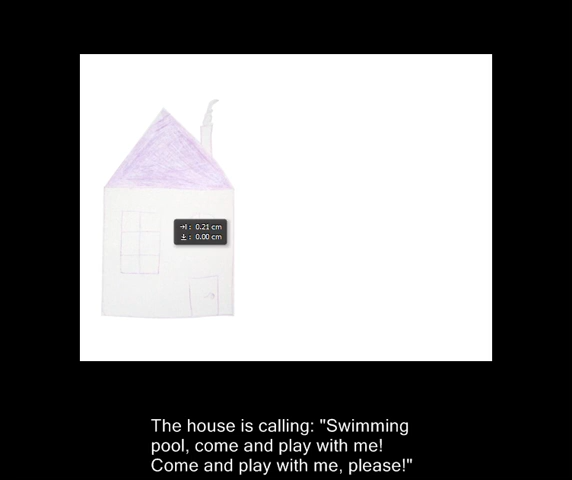 →I : 0.21 cm
↓ : 0.00 cm
The house is calling: "Swimming
pool, come and play with me!
Come and play with me, please!"